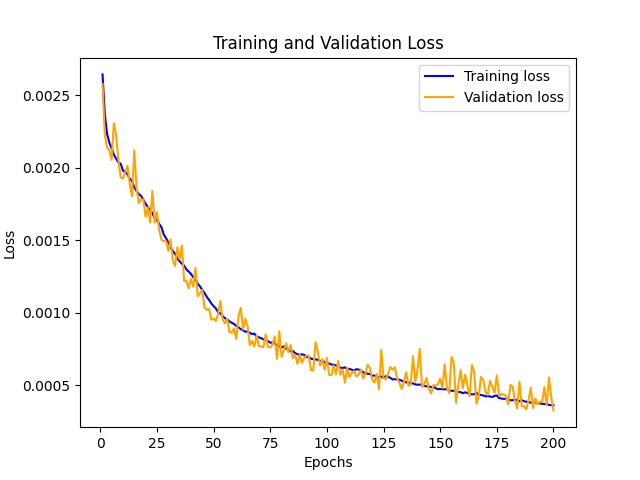 Training and Validation Loss
Training loss
Validation loss
Loss
0.0025
0.0020
0.0015
0.0010
0.0005
0 25 50 75 100 125 150 175 200
Epochs